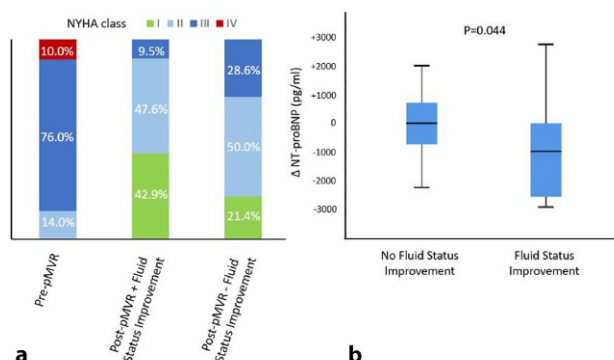 NYHA class I II III IV
10.0%
76.0%
14.0%
9.5%
47.6%
42.9%
28.6%
50.0%
21.4%
Pre-pMVR
Post-pMVR + Fluid
Status Improvement
Post-pMVR - Fluid
Status Improvement
a
P=0.044
Δ NT-proBNP (pg/ml)
+3000
+2000
+1000
0
-1000
-2000
-3000
No Fluid Status
Improvement
Fluid Status
Improvement
b